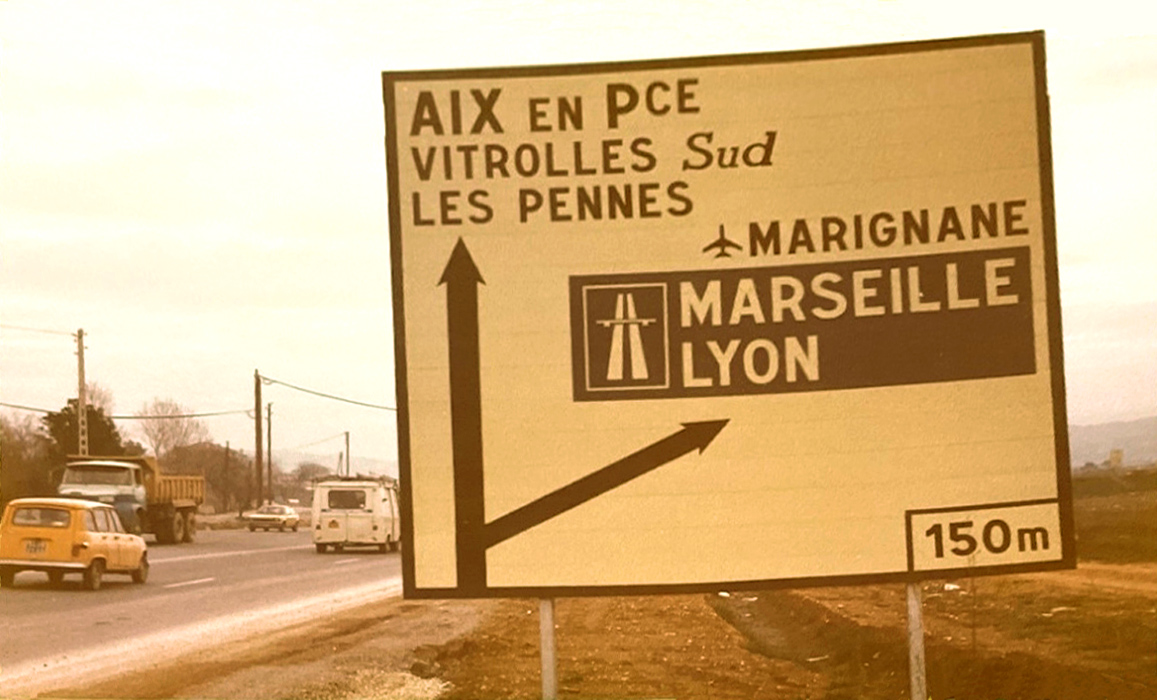 AIX EN PCE
VITROLLES Sud
LES PENNES
MARIGNANE
MARSEILLE
LYON
150m